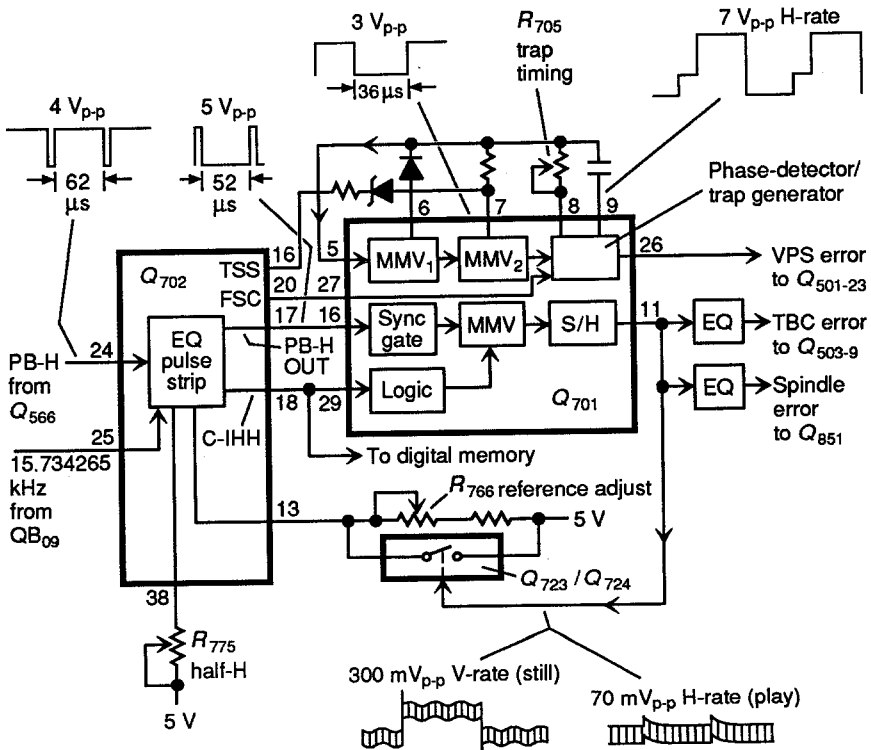 3 Vp-p
R705
trap
timing
7 Vp-p H-rate
4 Vp-p
5 Vp-p
36 µs
62
µs
52
µs
Phase-detector/
trap generator
6
7
8
9
16
5
MMV1
MMV2
26
VPS error
to Q501-23
TSS
Q702
20
27
FSC
17
16
11
EQ
pulse
strip
PB-H
OUT
Sync
gate
MMV
S/H
EQ
TBC error
to Q503-9
24
PB-H
from
Q566
18
29
Logic
Q701
EQ
Spindle
error
to Q851
25
C-IHH
To digital memory
15.734265
kHz
from
QB09
R766 reference adjust
13
5 V
Q723 / Q724
38
R775
half-H
5 V
300 mVp-p V-rate (still)
70 mVp-p H-rate (play)